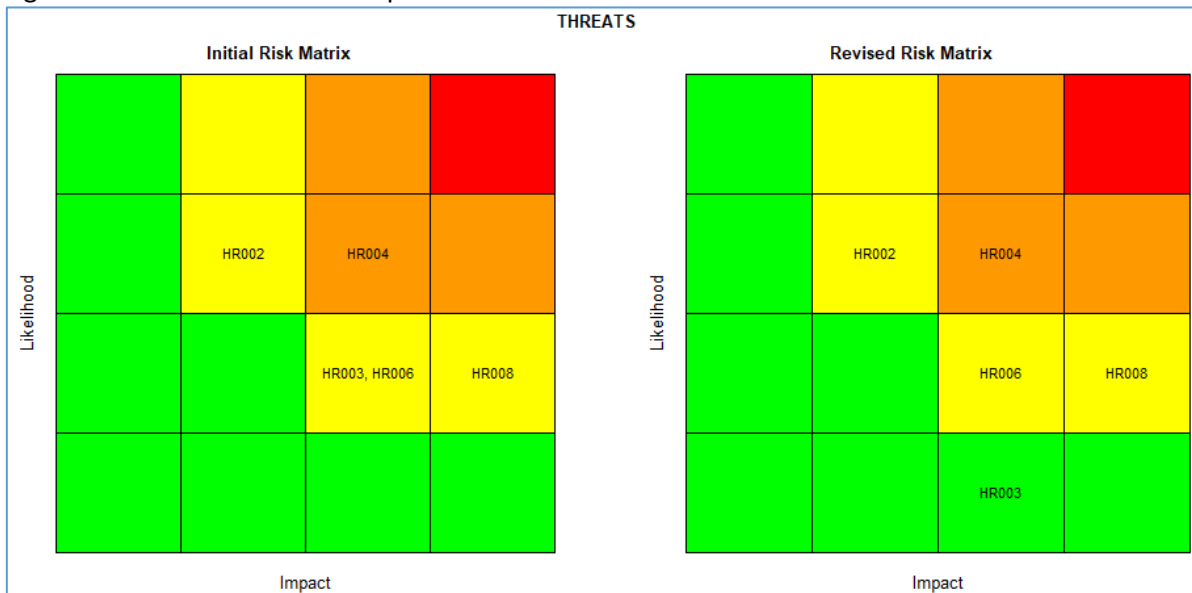 THREATS
Initial Risk Matrix
Revised Risk Matrix
Likelihood
HR002
HR004
HR003, HR006
HR008
Impact
Likelihood
HR002
HR004
HR006
HR008
HR003
Impact